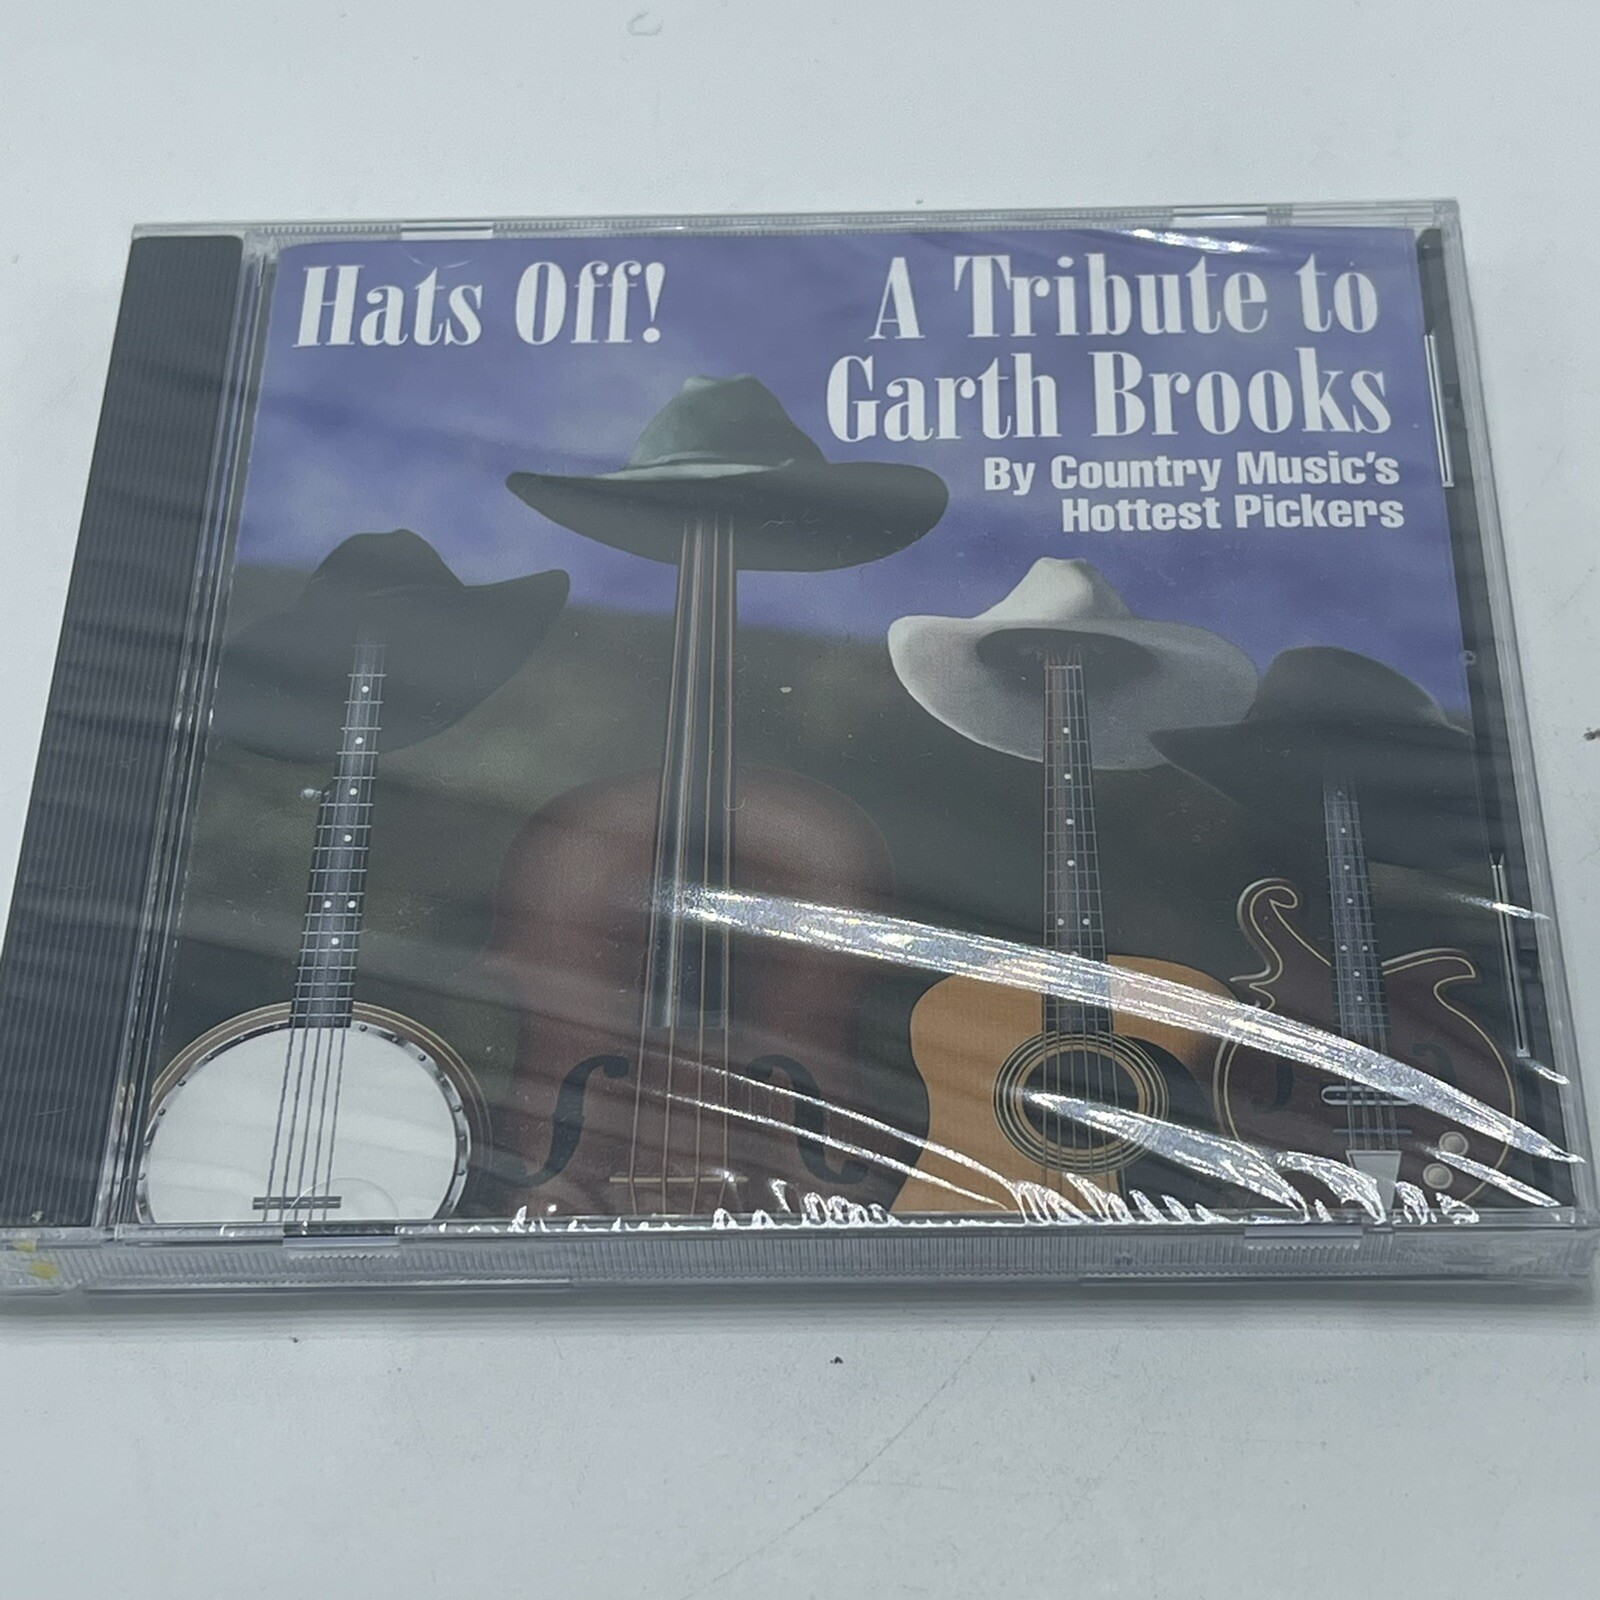 Hats Off!
A Tribute to
Garth Brooks
By Country Music's
Hottest Pickers